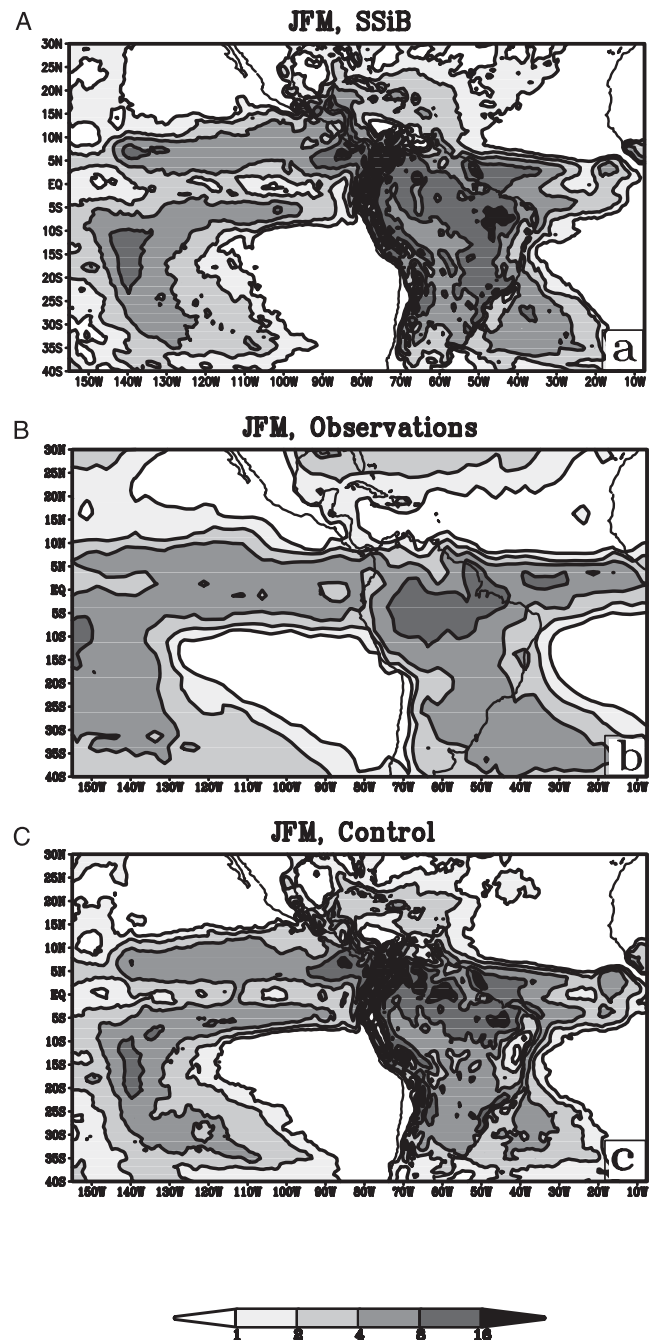 A
JFM, SSiB
30N
25N
20N
15N
10N
5N
EQ
5S
10S
15S
20S
25S
30S
35S
40S
a
150W 140W 130W 120W 110W 100W 90W 80W 70W 60W 50W 40W 30W 20W 10W
B
JFM, Observations
30N
25N
20N
15N
10N
5N
EQ
5S
10S
15S
20S
25S
30S
35S
40S
b
150W 140W 130W 120W 110W 100W 90W 80W 70W 60W 50W 40W 30W 20W 10W
C
JFM, Control
30N
25N
20N
15N
10N
5N
EQ
5S
10S
15S
20S
25S
30S
35S
40S
c
150W 140W 130W 120W 110W 100W 90W 80W 70W 60W 50W 40W 30W 20W 10W
1 2 4 8 16